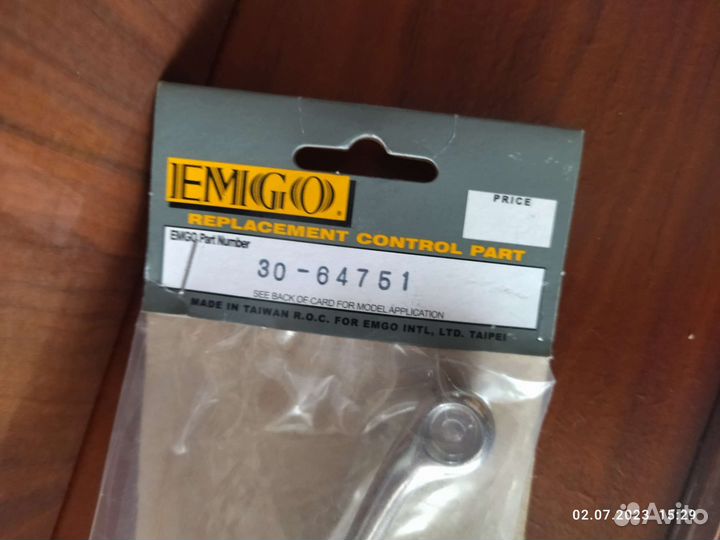 EMGO®
PRICE
REPLACEMENT CONTROL PART
EMGO Part Number
30-64751
SEE BACK OF CARD FOR MODEL APPLICATION
MADE IN TAIWAN R.O.C. FOR EMGO INTL, LTD. TAIPEI
02.07.2023 15:29
Avito